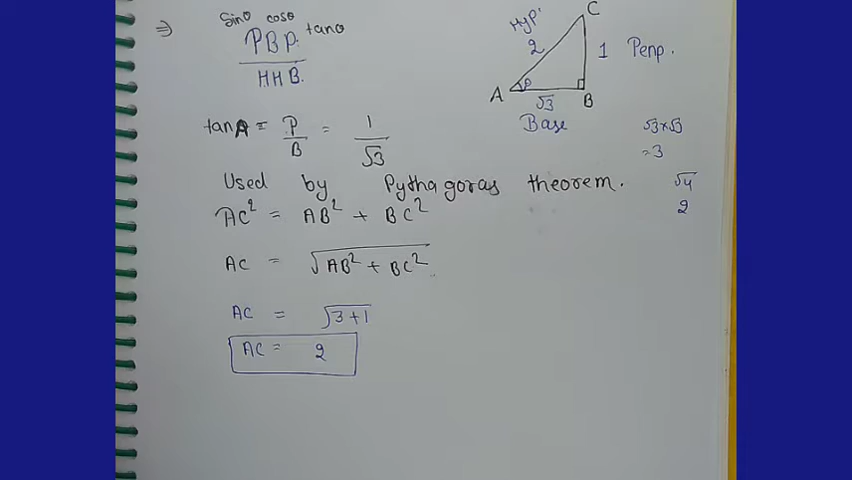 ⇒ sinθ cosθ
PBP. tanθ
HHB.
C
Hyp'
2
1 Penp.
A
θ
B
√3
Base
√3×√3
=3
√4
2
tanA = P/B = 1/√3
Used by Pythagoras theorem.
AC² = AB² + BC²
AC = √AB² + BC²
AC = √3+1
AC = 2